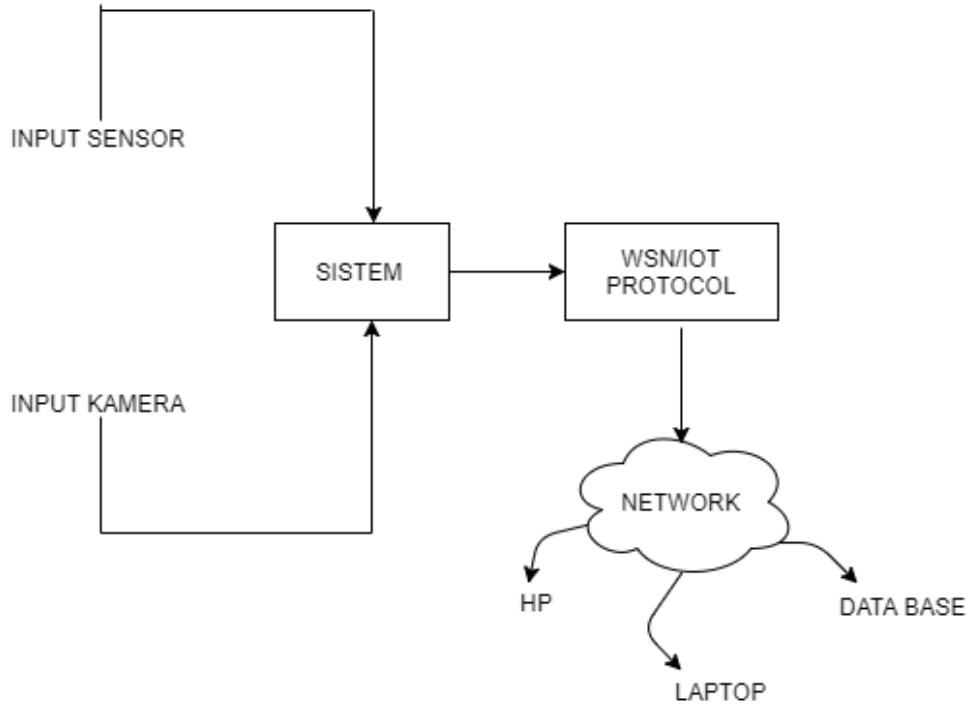 INPUT SENSOR
SISTEM
WSN/IOT
PROTOCOL
INPUT KAMERA
NETWORK
HP
DATA BASE
LAPTOP